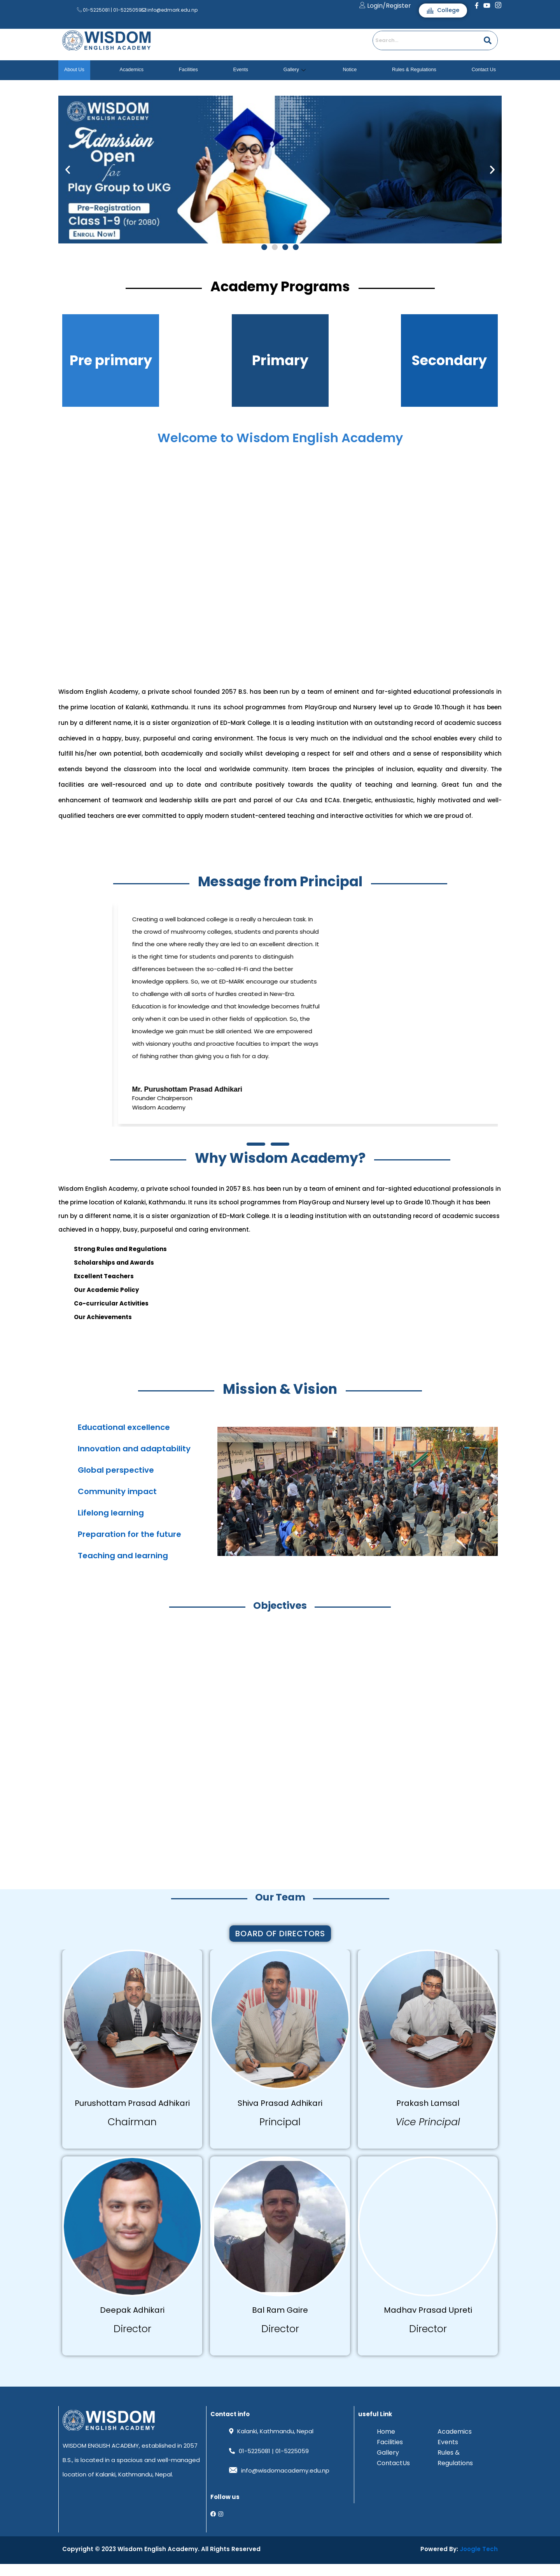 01-5225081 | 01-5225059 info@edmark.edu.np
Login/Register
College
WISDOM
ENGLISH ACADEMY
Search...
About Us
Academics
Facilities
Events
Gallery
Notice
Rules & Regulations
Contact Us
WISDOM
ENGLISH ACADEMY
Admission
Open
for
Play Group to UKG
Pre-Registration
Class 1-9 (for 2080)
ENROLL NOW!
Academy Programs
Pre primary
Primary
Secondary
Welcome to Wisdom English Academy
Wisdom English Academy, a private school founded 2057 B.S. has been run by a team of eminent and far-sighted educational professionals in
the prime location of Kalanki, Kathmandu. It runs its school programmes from PlayGroup and Nursery level up to Grade 10.Though it has been
run by a different name, it is a sister organization of ED-Mark College. It is a leading institution with an outstanding record of academic success
achieved in a happy, busy, purposeful and caring environment. The focus is very much on the individual and the school enables every child to
fulfill his/her own potential, both academically and socially whilst developing a respect for self and others and a sense of responsibility which
extends beyond the classroom into the local and worldwide community. Item braces the principles of inclusion, equality and diversity. The
facilities are well-resourced and up to date and contribute positively towards the quality of teaching and learning. Great fun and the
enhancement of teamwork and leadership skills are part and parcel of our CAs and ECAs. Energetic, enthusiastic, highly motivated and well-
qualified teachers are ever committed to apply modern student-centered teaching and interactive activities for which we are proud of.
Message from Principal
Creating a well balanced college is a really a herculean task. In
the crowd of mushroomy colleges, students and parents should
find the one where really they are led to an excellent direction. It
is the right time for students and parents to distinguish
differences between the so-called Hi-Fi and the better
knowledge appliers. So, we at ED-MARK encourage our students
to challenge with all sorts of hurdles created in New-Era.
Education is for knowledge and that knowledge becomes fruitful
only when it can be used in other fields of application. So, the
knowledge we gain must be skill oriented. We are empowered
with visionary youths and proactive faculties to impart the ways
of fishing rather than giving you a fish for a day.
Mr. Purushottam Prasad Adhikari
Founder Chairperson
Wisdom Academy
Why Wisdom Academy?
Wisdom English Academy, a private school founded in 2057 B.S. has been run by a team of eminent and far-sighted educational professionals in
the prime location of Kalanki, Kathmandu. It runs its school programmes from PlayGroup and Nursery level up to Grade 10.Though it has been
run by a different name, it is a sister organization of ED-Mark College. It is a leading institution with an outstanding record of academic success
achieved In a happy, busy, purposeful and caring environment.
Strong Rules and Regulations
Scholarships and Awards
Excellent Teachers
Our Academic Policy
Co-curricular Activities
Our Achievements
Mission & Vision
Educational excellence
Innovation and adaptability
Global perspective
Community impact
Lifelong learning
Preparation for the future
Teaching and learning
Objectives
Our Team
BOARD OF DIRECTORS
Purushottam Prasad Adhikari
Chairman
Shiva Prasad Adhikari
Principal
Prakash Lamsal
Vice Principal
Deepak Adhikari
Director
Bal Ram Gaire
Director
Madhav Prasad Upreti
Director
WISDOM
ENGLISH ACADEMY
WISDOM ENGLISH ACADEMY, established in 2057
B.S., is located in a spacious and well-managed
location of Kalanki, Kathmandu, Nepal.
Contact info
Kalanki, Kathmandu, Nepal
01-5225081 | 01-5225059
info@wisdomacademy.edu.np
Follow us
useful Link
Home
Facilities
Gallery
ContactUs
Academics
Events
Rules &
Regulations
Copyright © 2023 Wisdom English Academy. All Rights Reserved
Powered By: Joogle Tech